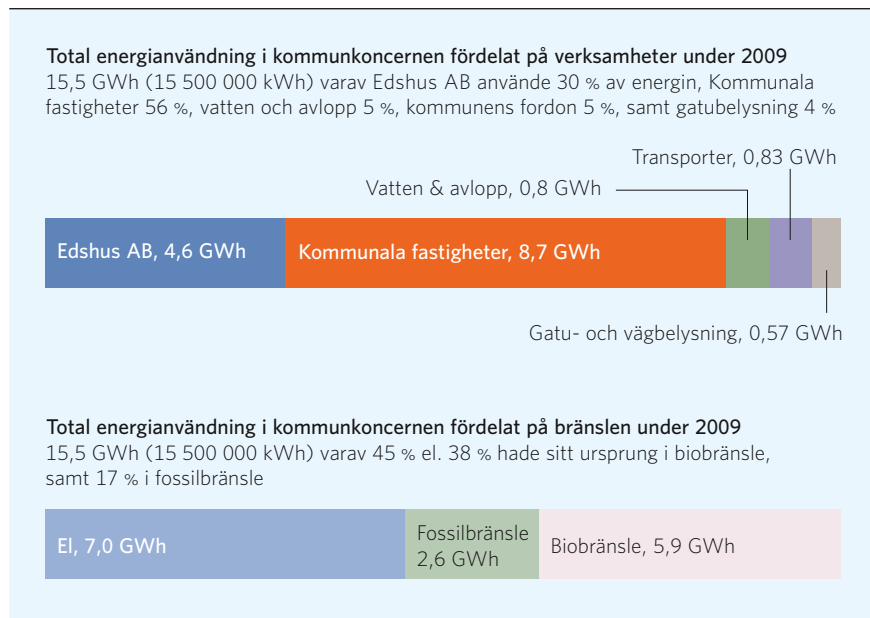 Total energianvändning i kommunkoncernen fördelat på verksamheter under 2009
15,5 GWh (15 500 000 kWh) varav Edshus AB använde 30 % av energin, Kommunala
fastigheter 56 %, vatten och avlopp 5 %, kommunens fordon 5 %, samt gatubelysning 4 %
Transporter, 0,83 GWh
Vatten & avlopp, 0,8 GWh
Edshus AB, 4,6 GWh
Kommunala fastigheter, 8,7 GWh
Gatu- och vägbelysning, 0,57 GWh
Total energianvändning i kommunkoncernen fördelat på bränslen under 2009
15,5 GWh (15 500 000 kWh) varav 45 % el. 38 % hade sitt ursprung i biobränsle,
samt 17 % i fossilbränsle
El, 7,0 GWh
Fossilbränsle
2,6 GWh
Biobränsle, 5,9 GWh